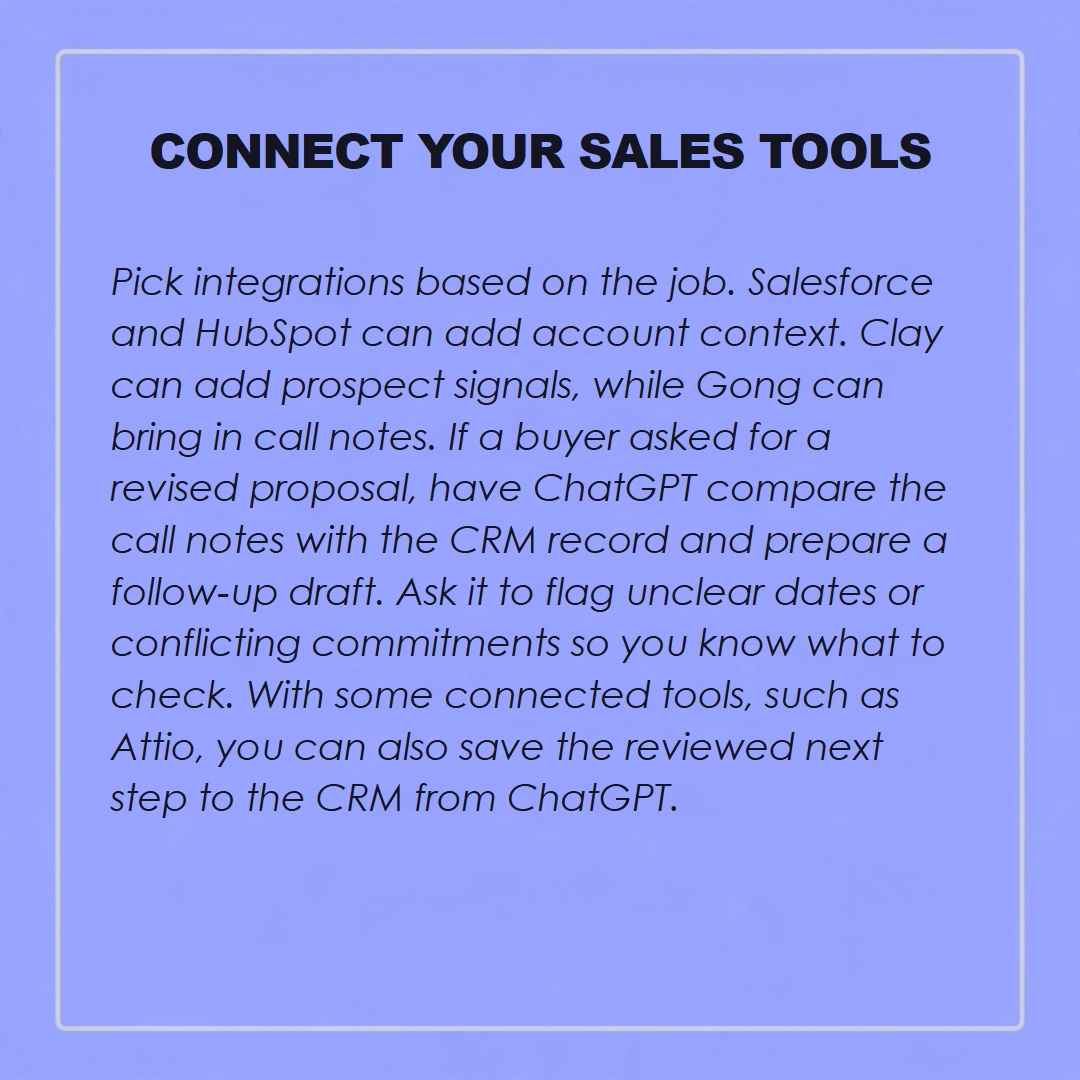 CONNECT YOUR SALES TOOLS
Pick integrations based on the job. Salesforce
and HubSpot can add account context. Clay
can add prospect signals, while Gong can
bring in call notes. If a buyer asked for a
revised proposal, have ChatGPT compare the
call notes with the CRM record and prepare a
follow-up draft. Ask it to flag unclear dates or
conflicting commitments so you know what to
check. With some connected tools, such as
Attio, you can also save the reviewed next
step to the CRM from ChatGPT.